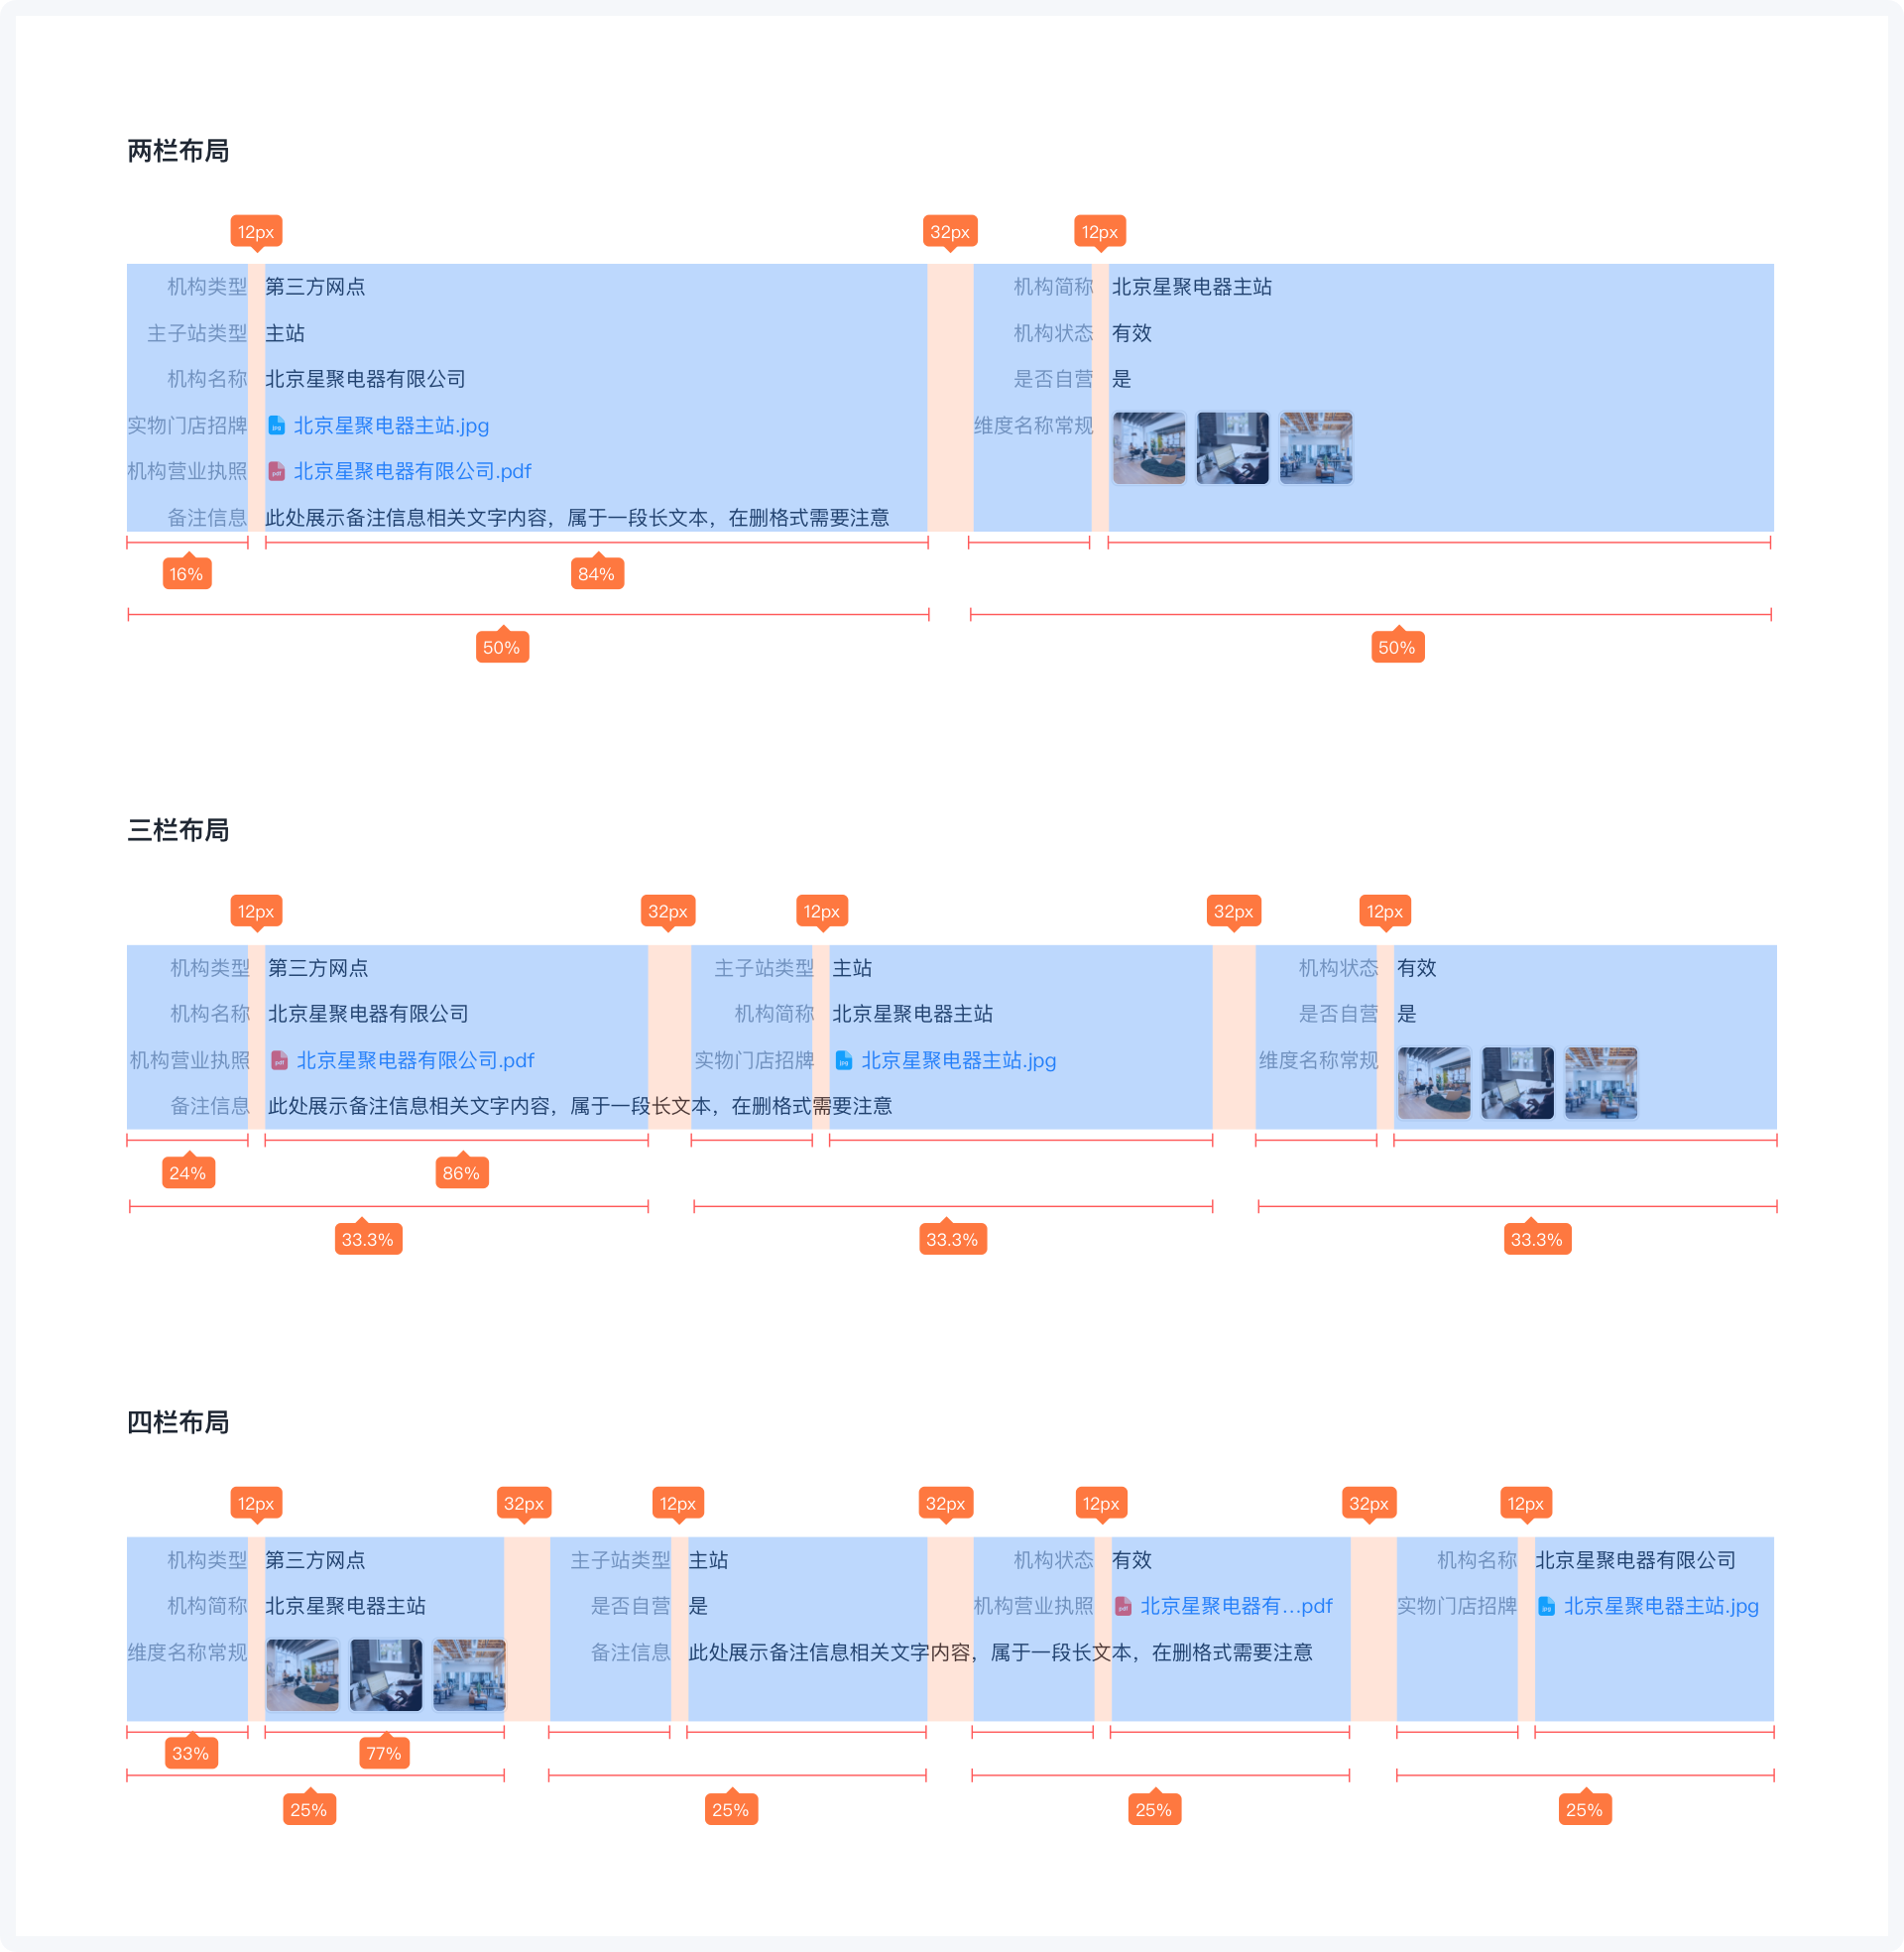 两栏布局
12px 32px 12px
机构类型 第三方网点 机构简称 北京星聚电器主站
主子站类型 主站 机构状态 有效
机构名称 北京星聚电器有限公司 是否自营 是
实物门店招牌 jpg 北京星聚电器主站.jpg 维度名称常规
机构营业执照 pdf 北京星聚电器有限公司.pdf
备注信息 此处展示备注信息相关文字内容，属于一段长文本，在删格式需要注意
16% 84%
50% 50%
三栏布局
12px 32px 12px 32px 12px
机构类型 第三方网点 主子站类型 主站 机构状态 有效
机构名称 北京星聚电器有限公司 机构简称 北京星聚电器主站 是否自营 是
机构营业执照 pdf 北京星聚电器有限公司.pdf 实物门店招牌 jpg 北京星聚电器主站.jpg 维度名称常规
备注信息 此处展示备注信息相关文字内容，属于一段长文本，在删格式需要注意
24% 86%
33.3% 33.3% 33.3%
四栏布局
12px 32px 12px 32px 12px 32px 12px
机构类型 第三方网点 主子站类型 主站 机构状态 有效 机构名称 北京星聚电器有限公司
机构简称 北京星聚电器主站 是否自营 是 机构营业执照 pdf 北京星聚电器有...pdf 实物门店招牌 jpg 北京星聚电器主站.jpg
维度名称常规 备注信息 此处展示备注信息相关文字内容，属于一段长文本，在删格式需要注意
33% 77%
25% 25% 25% 25%